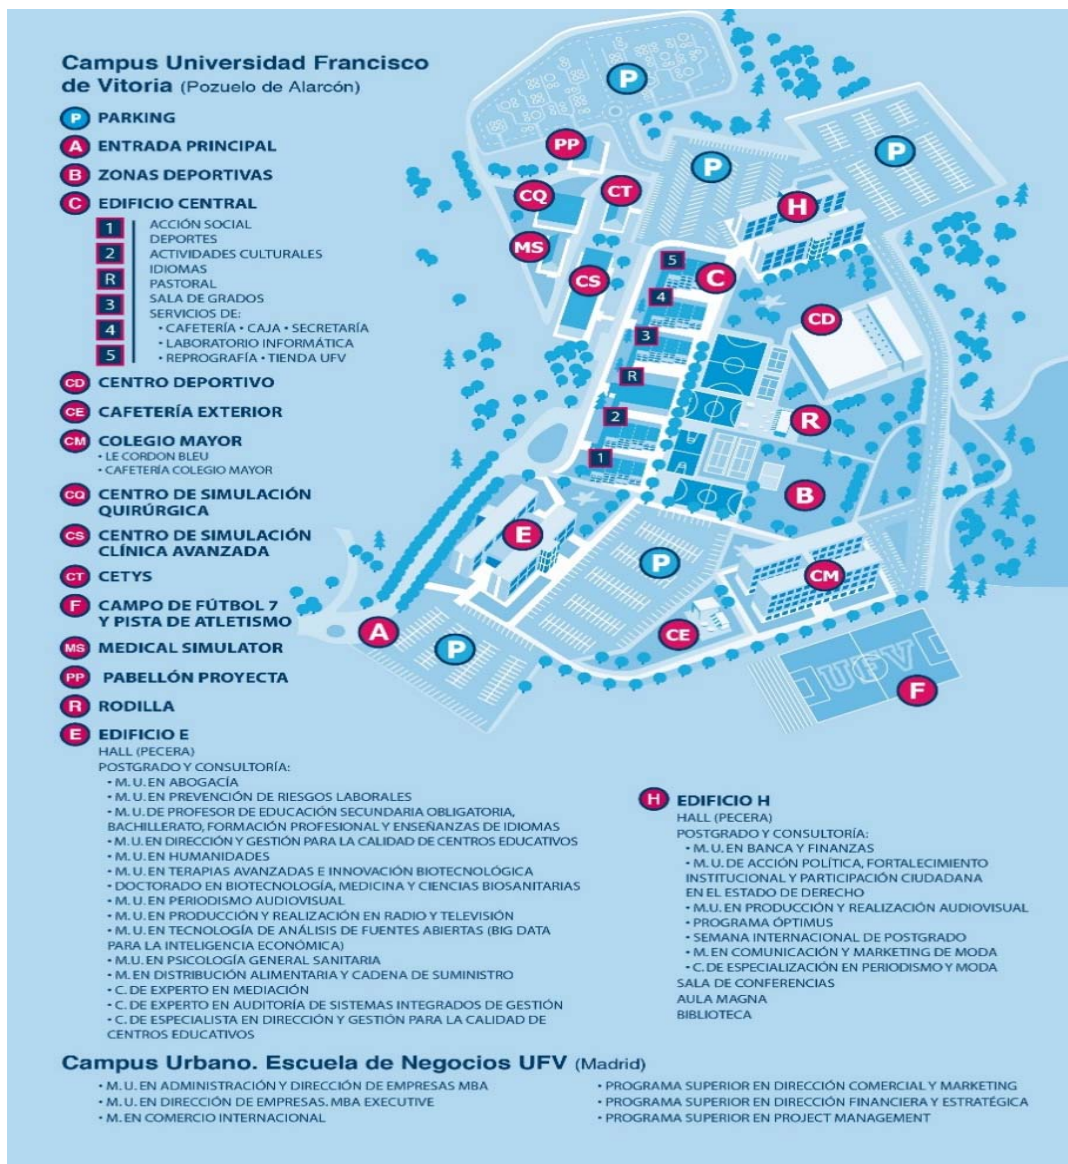 Campus Universidad Francisco
de Vitoria (Pozuelo de Alarcón)
P PARKING
A ENTRADA PRINCIPAL
B ZONAS DEPORTIVAS
C EDIFICIO CENTRAL
1
2
R
3
4
5
ACCIÓN SOCIAL
DEPORTES
ACTIVIDADES CULTURALES
IDIOMAS
PASTORAL
SALA DE GRADOS
SERVICIOS DE:
• CAFETERÍA • CAJA • SECRETARÍA
• LABORATORIO INFORMÁTICA
• REPROGRAFÍA • TIENDA UFV
CD CENTRO DEPORTIVO
CE CAFETERÍA EXTERIOR
CM COLEGIO MAYOR
• LE CORDON BLEU
• CAFETERÍA COLEGIO MAYOR
CQ CENTRO DE SIMULACIÓN
QUIRÚRGICA
CS CENTRO DE SIMULACIÓN
CLÍNICA AVANZADA
CT CETYS
F CAMPO DE FÚTBOL 7
Y PISTA DE ATLETISMO
MS MEDICAL SIMULATOR
PP PABELLÓN PROYECTA
R RODILLA
E EDIFICIO E
HALL (PECERA)
POSTGRADO Y CONSULTORÍA:
• M. U. EN ABOGACÍA
• M. U. EN PREVENCIÓN DE RIESGOS LABORALES
• M. U. DE PROFESOR DE EDUCACIÓN SECUNDARIA OBLIGATORIA,
BACHILLERATO, FORMACIÓN PROFESIONAL Y ENSEÑANZAS DE IDIOMAS
• M. U. EN DIRECCIÓN Y GESTIÓN PARA LA CALIDAD DE CENTROS EDUCATIVOS
• M. U. EN HUMANIDADES
• M. U. EN TERAPIAS AVANZADAS E INNOVACIÓN BIOTECNOLÓGICA
• DOCTORADO EN BIOTECNOLOGÍA, MEDICINA Y CIENCIAS BIOSANITARIAS
• M. U. EN PERIODISMO AUDIOVISUAL
• M. U. EN PRODUCCIÓN Y REALIZACIÓN EN RADIO Y TELEVISIÓN
• M. U. EN TECNOLOGÍA DE ANÁLISIS DE FUENTES ABIERTAS (BIG DATA
PARA LA INTELIGENCIA ECONÓMICA)
• M.U. EN PSICOLOGÍA GENERAL SANITARIA
• M. EN DISTRIBUCIÓN ALIMENTARIA Y CADENA DE SUMINISTRO
• C. DE EXPERTO EN MEDIACIÓN
• C. DE EXPERTO EN AUDITORÍA DE SISTEMAS INTEGRADOS DE GESTIÓN
• C. DE ESPECIALISTA EN DIRECCIÓN Y GESTIÓN PARA LA CALIDAD DE
CENTROS EDUCATIVOS
P
PP
P
P
CT
CQ
H
MS
5
C
CS
4
CD
3
R
2
R
1
B
E
P
CM
A
CE
P
UFV
F
H EDIFICIO H
HALL (PECERA)
POSTGRADO Y CONSULTORÍA:
• M. U. EN BANCA Y FINANZAS
• M. U. DE ACCIÓN POLÍTICA, FORTALECIMIENTO
INSTITUCIONAL Y PARTICIPACIÓN CIUDADANA
EN EL ESTADO DE DERECHO
• M.U. EN PRODUCCIÓN Y REALIZACIÓN AUDIOVISUAL
• PROGRAMA ÓPTIMUS
• SEMANA INTERNACIONAL DE POSTGRADO
• M. EN COMUNICACIÓN Y MARKETING DE MODA
• C. DE ESPECIALIZACIÓN EN PERIODISMO Y MODA
SALA DE CONFERENCIAS
AULA MAGNA
BIBLIOTECA
Campus Urbano. Escuela de Negocios UFV (Madrid)
• M. U. EN ADMINISTRACIÓN Y DIRECCIÓN DE EMPRESAS MBA
• M. U. EN DIRECCIÓN DE EMPRESAS. MBA EXECUTIVE
• M. EN COMERCIO INTERNACIONAL
• PROGRAMA SUPERIOR EN DIRECCIÓN COMERCIAL Y MARKETING
• PROGRAMA SUPERIOR EN DIRECCIÓN FINANCIERA Y ESTRATÉGICA
• PROGRAMA SUPERIOR EN PROJECT MANAGEMENT